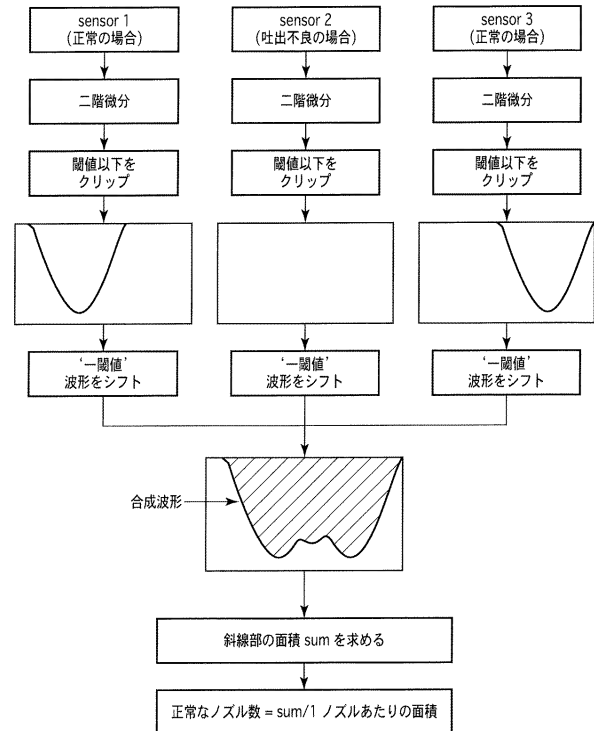 sensor 1
(正常の場合)
sensor 2
(吐出不良の場合)
sensor 3
(正常の場合)
二階微分
二階微分
二階微分
閾値以下を
クリップ
閾値以下を
クリップ
閾値以下を
クリップ
‘一閾値’
波形をシフト
‘一閾値’
波形をシフト
‘一閾値’
波形をシフト
合成波形
斜線部の面積 sum を求める
正常なノズル数 = sum/1 ノズルあたりの面積